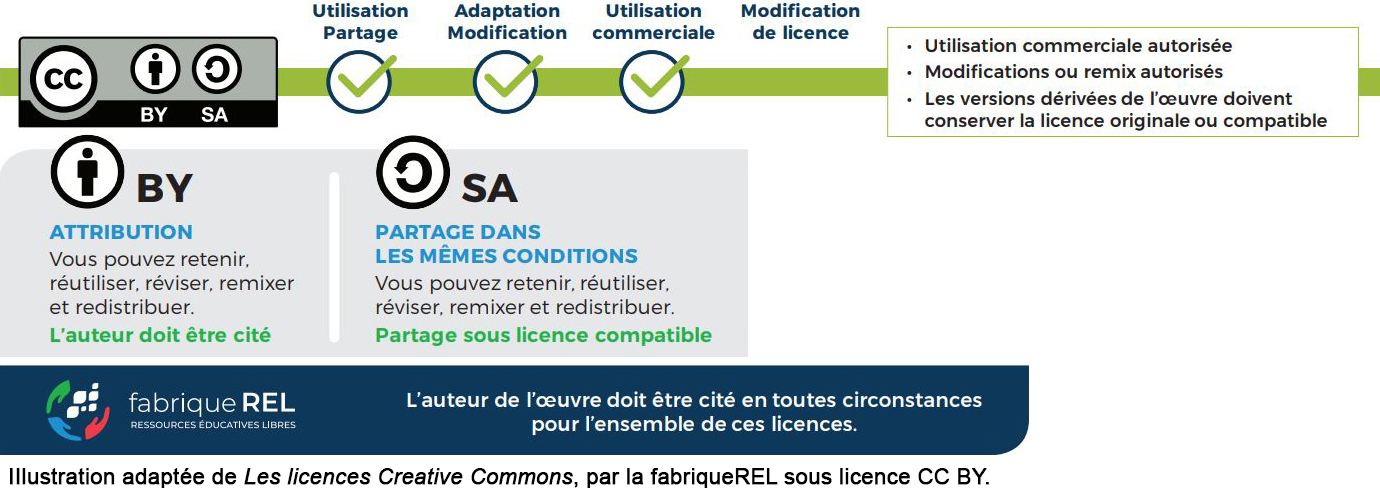 Utilisation
Partage
Adaptation
Modification
Utilisation
commerciale
Modification
de licence
CC
BY SA
• Utilisation commerciale autorisée
• Modifications ou remix autorisés
• Les versions dérivées de l'œuvre doivent
conserver la licence originale ou compatible
BY
ATTRIBUTION
Vous pouvez retenir,
réutiliser, réviser, remixer
et redistribuer.
L'auteur doit être cité
SA
PARTAGE DANS
LES MÊMES CONDITIONS
Vous pouvez retenir, réutiliser,
réviser, remixer et redistribuer.
Partage sous licence compatible
fabrique REL
RESSOURCES ÉDUCATIVES LIBRES
L'auteur de l'œuvre doit être cité en toutes circonstances
pour l'ensemble de ces licences.
Illustration adaptée de Les licences Creative Commons, par la fabriqueREL sous licence CC BY.